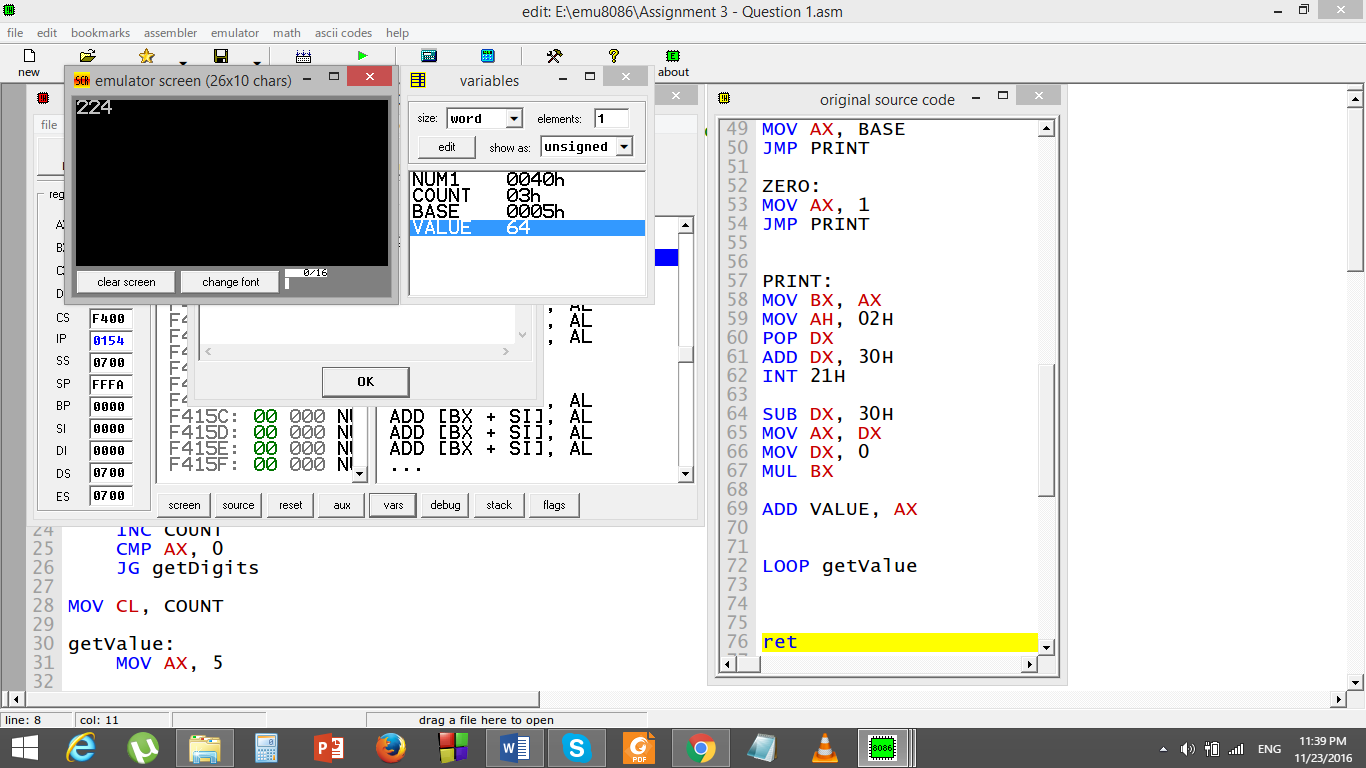 edit: E:\emu8086\Assignment 3 - Question 1.asm
file edit bookmarks assembler emulator math ascii codes help
new
about
emulator screen (26x10 chars)
224
clear screen change font 0/16
variables
size: word elements: 1
edit show as: unsigned
NUM1 0040h
COUNT 03h
BASE 0005h
VALUE 64
file
CS F400
IP 0154
SS 0700
SP FFFA
BP 0000
SI 0000
DI 0000
DS 0700
ES 0700
, AL
, AL
, AL
OK
F415C: 00 000 ADD [BX + SI], AL
F415D: 00 000 ADD [BX + SI], AL
F415E: 00 000 ADD [BX + SI], AL
F415F: 00 000 ...
screen source reset aux vars debug stack flags
24 INC COUNT
25 CMP AX, 0
26 JG getDigits
27
28 MOV CL, COUNT
29
30 getValue:
31 MOV AX, 5
32
original source code
49 MOV AX, BASE
50 JMP PRINT
51
52 ZERO:
53 MOV AX, 1
54 JMP PRINT
55
56
57 PRINT:
58 MOV BX, AX
59 MOV AH, 02H
60 POP DX
61 ADD DX, 30H
62 INT 21H
63
64 SUB DX, 30H
65 MOV AX, DX
66 MOV DX, 0
67 MUL BX
68
69 ADD VALUE, AX
70
71
72 LOOP getValue
73
74
75
76 ret
line: 8 col: 11 drag a file here to open
8086
PDF
ENG
11:39 PM
11/23/2016